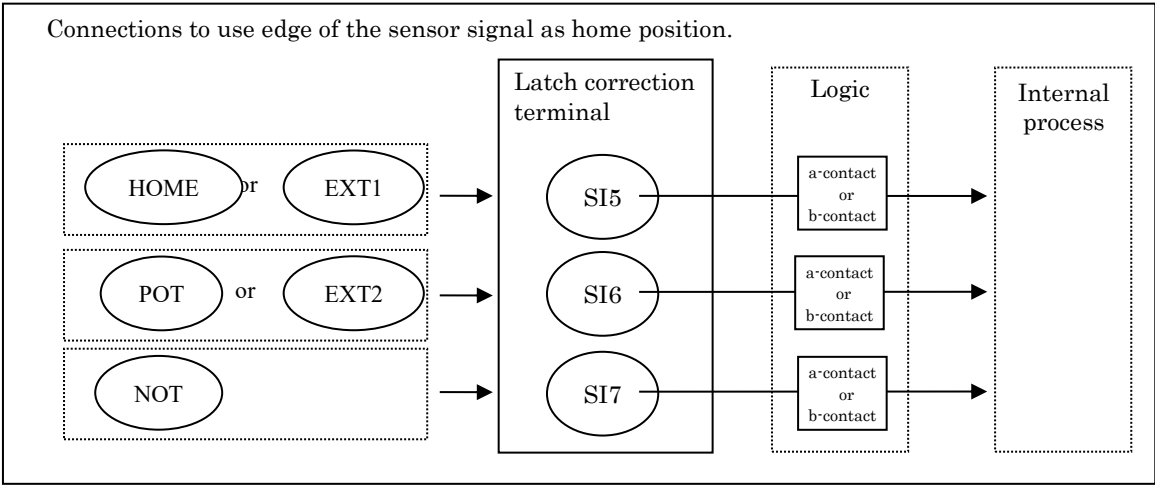 Connections to use edge of the sensor signal as home position.
Latch correction
terminal
Logic
Internal
process
HOME or EXT1
SI5
a-contact
or
b-contact
POT or EXT2
SI6
a-contact
or
b-contact
NOT
SI7
a-contact
or
b-contact